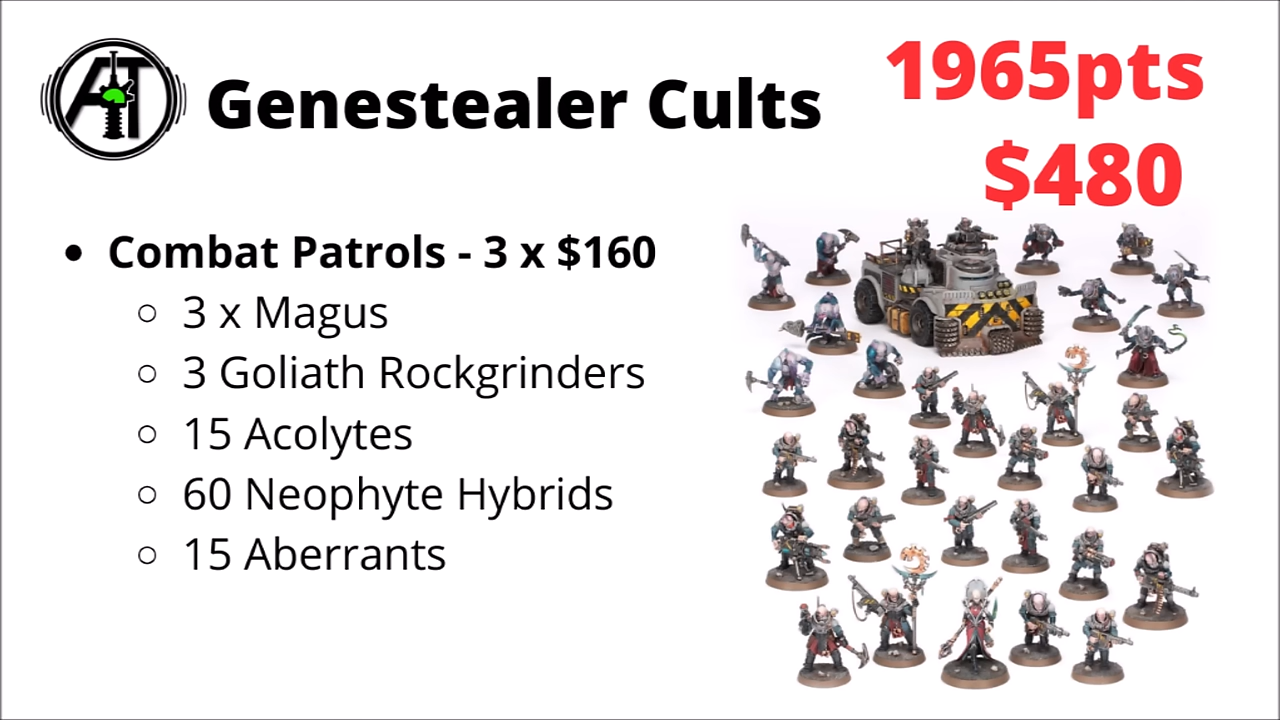 AT
Genestealer Cults
1965pts
$480
• Combat Patrols - 3 x $160
○ 3 x Magus
○ 3 Goliath Rockgrinders
○ 15 Acolytes
○ 60 Neophyte Hybrids
○ 15 Aberrants